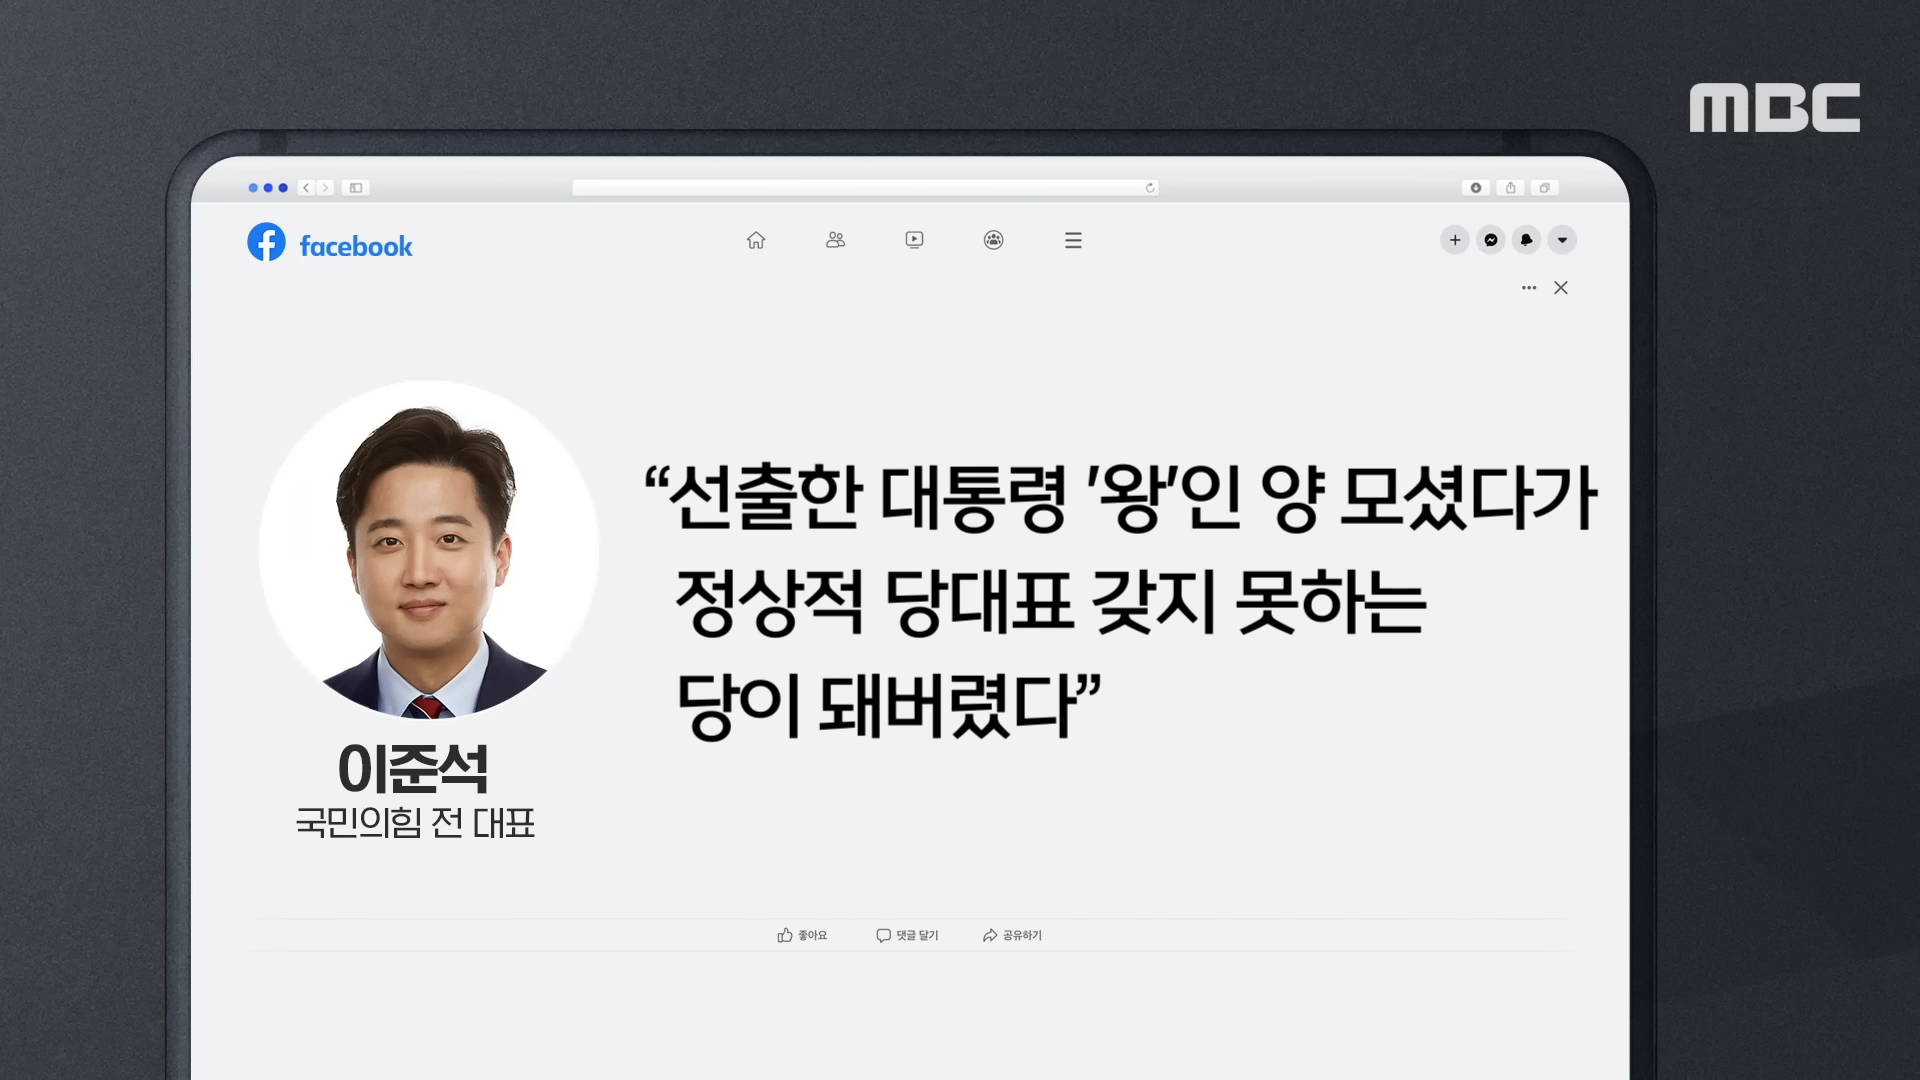 MBC
facebook
“선출한 대통령 '왕'인 양 모셨다가
정상적 당대표 갖지 못하는
당이 돼버렸다”
이준석
국민의힘 전 대표
좋아요 댓글 달기 공유하기